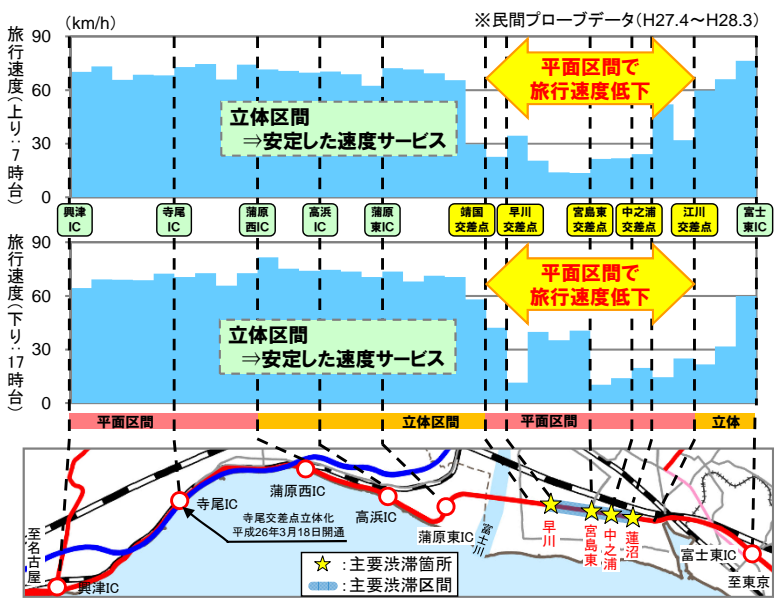 ※民間プローブデータ(H27.4～H28.3)
(km/h)
旅行速度(上り：7時台)
90
60
30
0
平面区間で
旅行速度低下
立体区間
⇒安定した速度サービス
興津
IC
寺尾
IC
蒲原
西IC
高浜
IC
蒲原
東IC
靖国
交差点
早川
交差点
宮島東
交差点
中之浦
交差点
江川
交差点
富士
東IC
旅行速度(下り：17時台)
90
60
30
0
平面区間で
旅行速度低下
立体区間
⇒安定した速度サービス
平面区間
立体区間
平面区間
立体
蒲原西IC
寺尾IC
高浜IC
寺尾交差点立体化
平成26年3月18日開通
蒲原東IC
富士川
早川
宮島東
中之浦
蓮沼
富士東IC
至名古屋
興津IC
至東京
：主要渋滞箇所
：主要渋滞区間